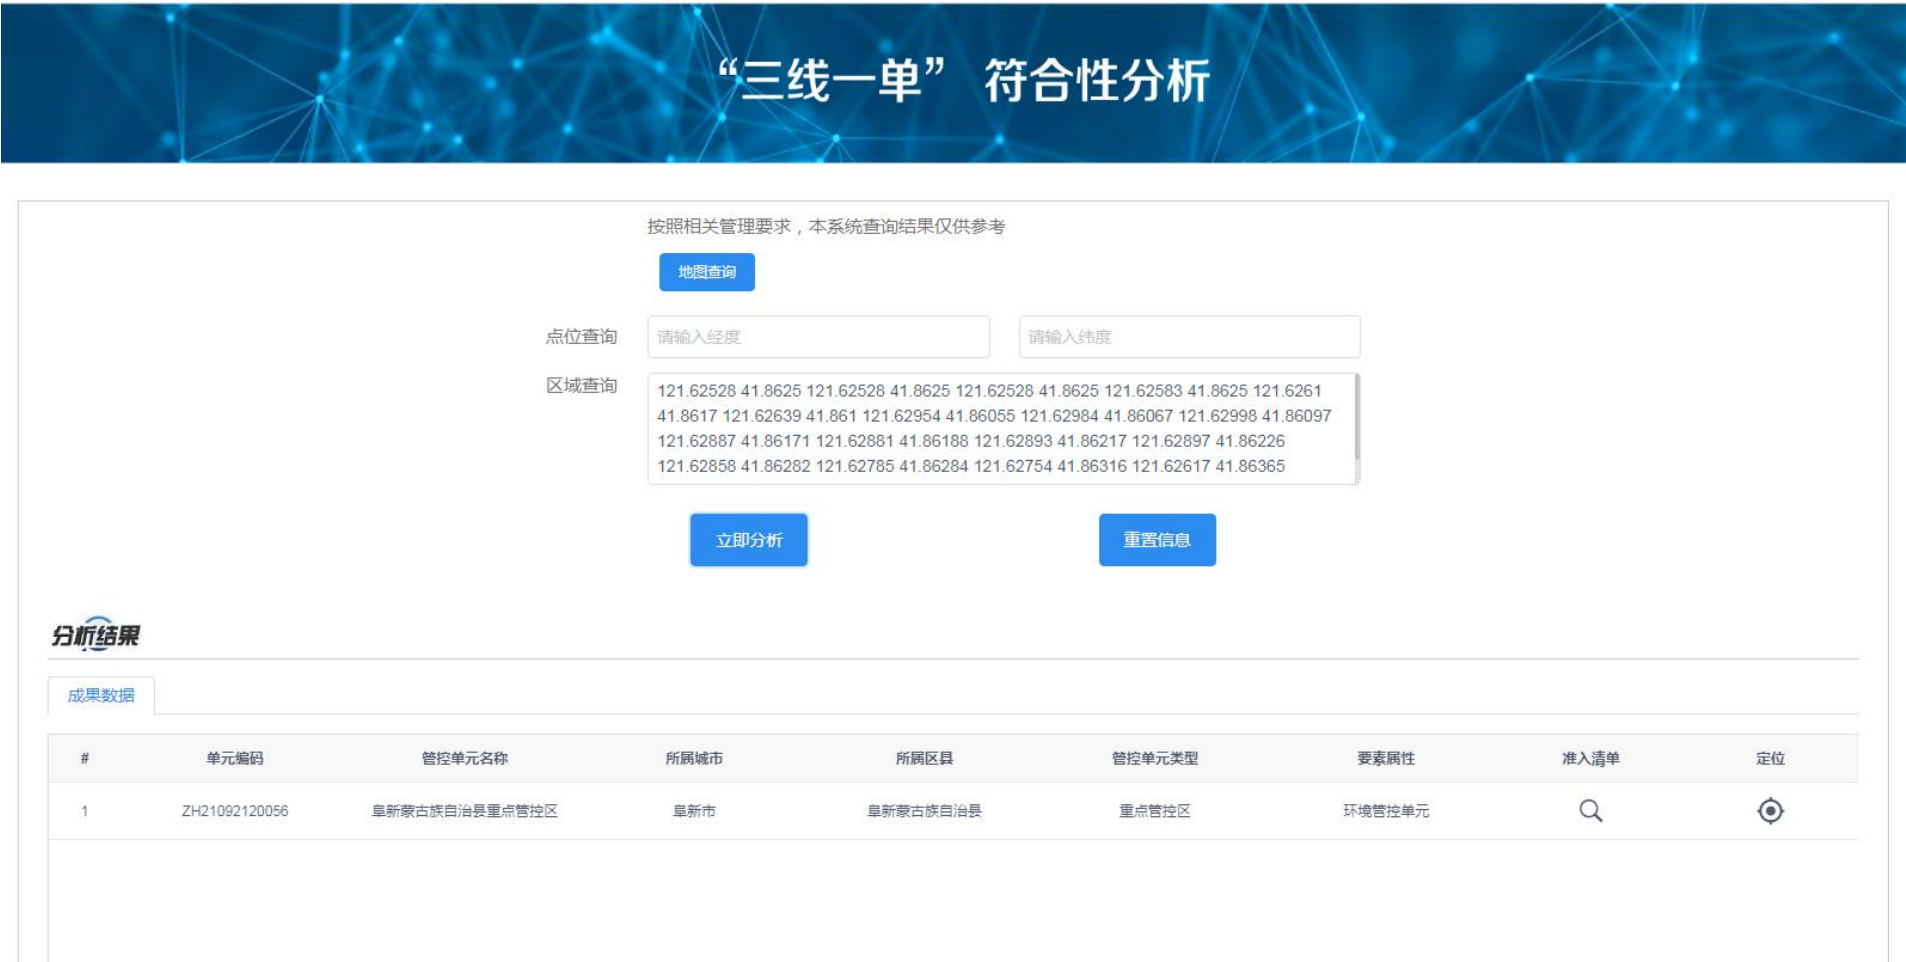 “三线一单” 符合性分析
按照相关管理要求，本系统查询结果仅供参考
地图查询
点位查询 请输入经度 请输入纬度
区域查询 121.62528 41.8625 121.62528 41.8625 121.62528 41.8625 121.62583 41.8625 121.6261
41.8617 121.62639 41.861 121.62954 41.86055 121.62984 41.86067 121.62998 41.86097
121.62887 41.86171 121.62881 41.86188 121.62893 41.86217 121.62897 41.86226
121.62858 41.86282 121.62785 41.86284 121.62754 41.86316 121.62617 41.86365
立即分析 重置信息
分析结果
成果数据
# 单元编码 管控单元名称 所属城市 所属区县 管控单元类型 要素属性 准入清单 定位
1 ZH21092120056 阜新蒙古族自治县重点管控区 阜新市 阜新蒙古族自治县 重点管控区 环境管控单元